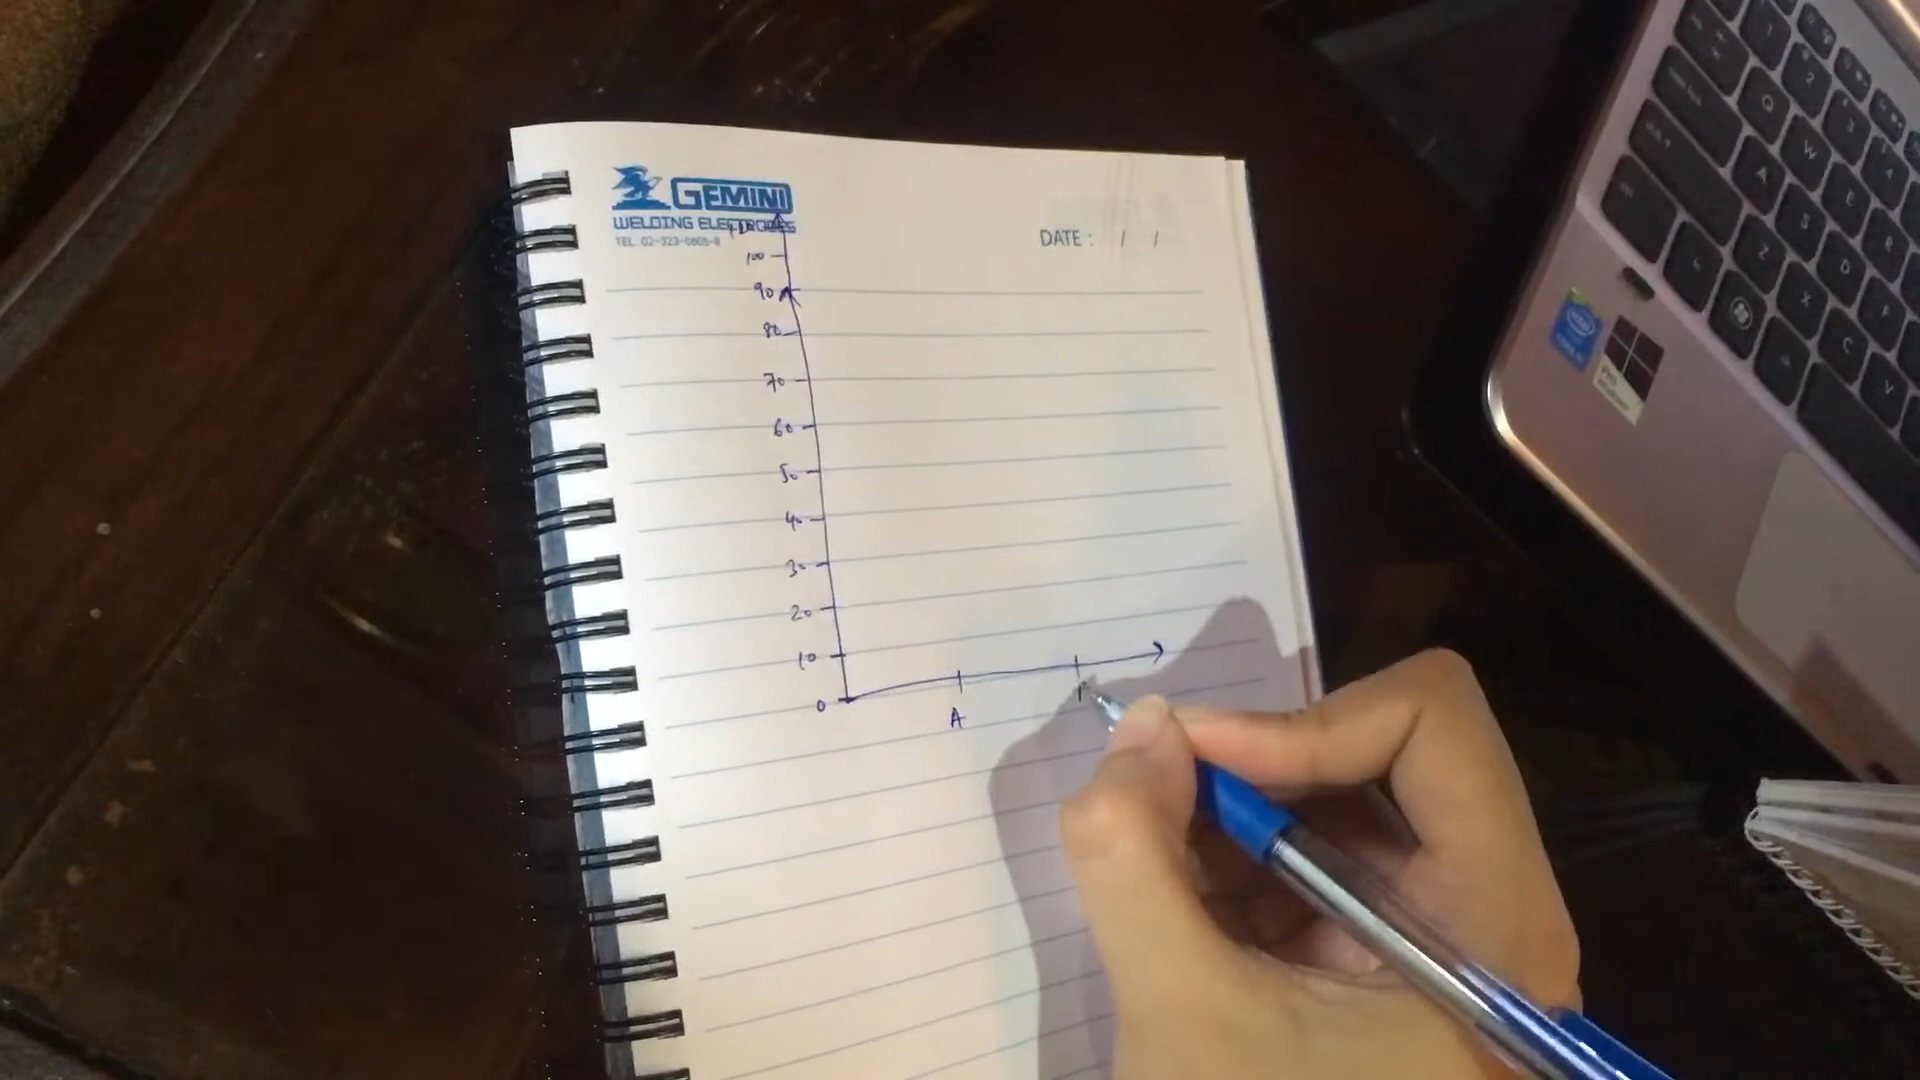 GEMINI
WELDING ELECTRODES
TEL. 02-323-0605-8
DATE : / /
100
90
80
70
60
50
40
30
20
10
0
A